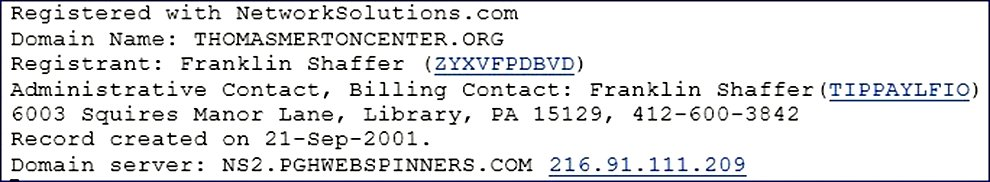 Registered with NetworkSolutions.com
Domain Name: THOMASMERTONCENTER.ORG
Registrant: Franklin Shaffer (ZYXVFPDBVD)
Administrative Contact, Billing Contact: Franklin Shaffer(TIPPAYLFIO)
6003 Squires Manor Lane, Library, PA 15129, 412-600-3842
Record created on 21-Sep-2001.
Domain server: NS2.PGHWEBSPINNERS.COM 216.91.111.209